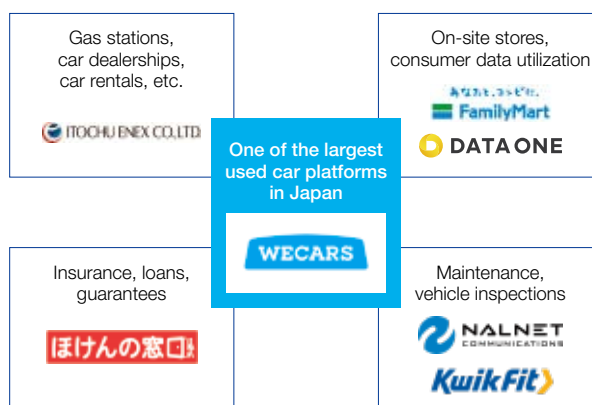 Gas stations,
car dealerships,
car rentals, etc.
ITOCHU ENEX CO.,LTD.
On-site stores,
consumer data utilization
あなたと、コンビに、
FamilyMart
DATA ONE
One of the largest
used car platforms
in Japan
WECARS
Insurance, loans,
guarantees
ほけんの窓口
Maintenance,
vehicle inspections
NALNET
COMMUNICATIONS
KwikFit